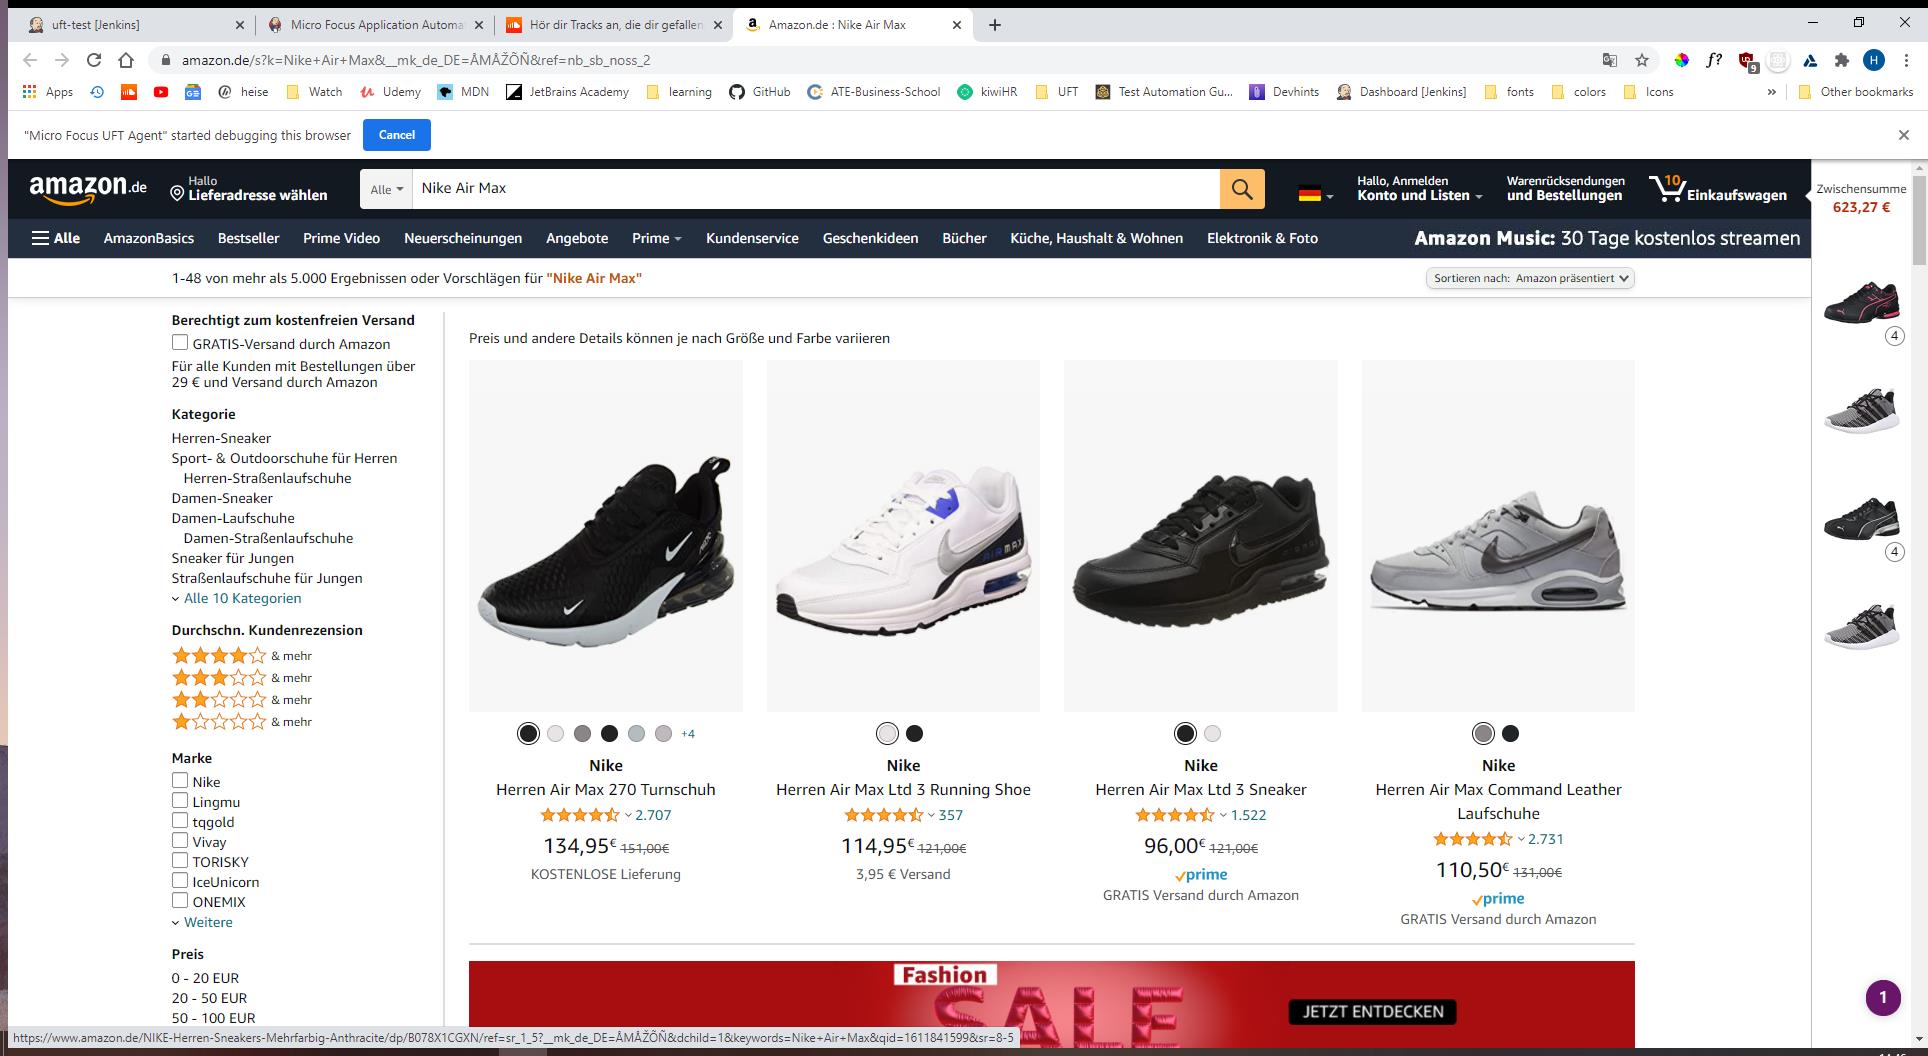 uft-test [Jenkins]
Micro Focus Application Automa
Hör dir Tracks an, die dir gefallen
Amazon.de : Nike Air Max
amazon.de/s?k=Nike+Air+Max&__mk_de_DE=ÅMÅŽÕÑ&ref=nb_sb_noss_2
f?
9
H
Apps
heise
Watch
Udemy
MDN
JetBrains Academy
learning
GitHub
ATE-Business-School
kiwiHR
UFT
Test Automation Gu...
Devhints
Dashboard [Jenkins]
fonts
colors
Icons
»
Other bookmarks
"Micro Focus UFT Agent" started debugging this browser
Cancel
amazon.de
Hallo
Lieferadresse wählen
Alle
Nike Air Max
Hallo, Anmelden
Konto und Listen
Warenrücksendungen
und Bestellungen
10
Einkaufswagen
Zwischensumme
623,27 €
Alle
AmazonBasics
Bestseller
Prime Video
Neuerscheinungen
Angebote
Prime
Kundenservice
Geschenkideen
Bücher
Küche, Haushalt & Wohnen
Elektronik & Foto
Amazon Music: 30 Tage kostenlos streamen
1-48 von mehr als 5.000 Ergebnissen oder Vorschlägen für "Nike Air Max"
Sortieren nach: Amazon präsentiert
Berechtigt zum kostenfreien Versand
GRATIS-Versand durch Amazon
Für alle Kunden mit Bestellungen über
29 € und Versand durch Amazon
Kategorie
Herren-Sneaker
Sport- & Outdoorschuhe für Herren
Herren-Straßenlaufschuhe
Damen-Sneaker
Damen-Laufschuhe
Damen-Straßenlaufschuhe
Sneaker für Jungen
Straßenlaufschuhe für Jungen
Alle 10 Kategorien
Durchschn. Kundenrezension
& mehr
& mehr
& mehr
& mehr
Marke
Nike
Lingmu
tqgold
Vivay
TORISKY
IceUnicorn
ONEMIX
Weitere
Preis
0 - 20 EUR
20 - 50 EUR
50 - 100 EUR
Preis und andere Details können je nach Größe und Farbe variieren
AIRMAX
+4
Nike
Herren Air Max 270 Turnschuh
2.707
134,95€ 151,00€
KOSTENLOSE Lieferung
Nike
Herren Air Max Ltd 3 Running Shoe
357
114,95€ 121,00€
3,95 € Versand
Nike
Herren Air Max Ltd 3 Sneaker
1.522
96,00€ 121,00€
prime
GRATIS Versand durch Amazon
Nike
Herren Air Max Command Leather
Laufschuhe
2.731
110,50€ 131,00€
prime
GRATIS Versand durch Amazon
4
4
Fashion
SALE
JETZT ENTDECKEN
1
https://www.amazon.de/NIKE-Herren-Sneakers-Mehrfarbig-Anthracite/dp/B078X1CGXN/ref=sr_1_5?__mk_de_DE=ÅMÅŽÕÑ&dchild=1&keywords=Nike+Air+Max&qid=1611841599&sr=8-5